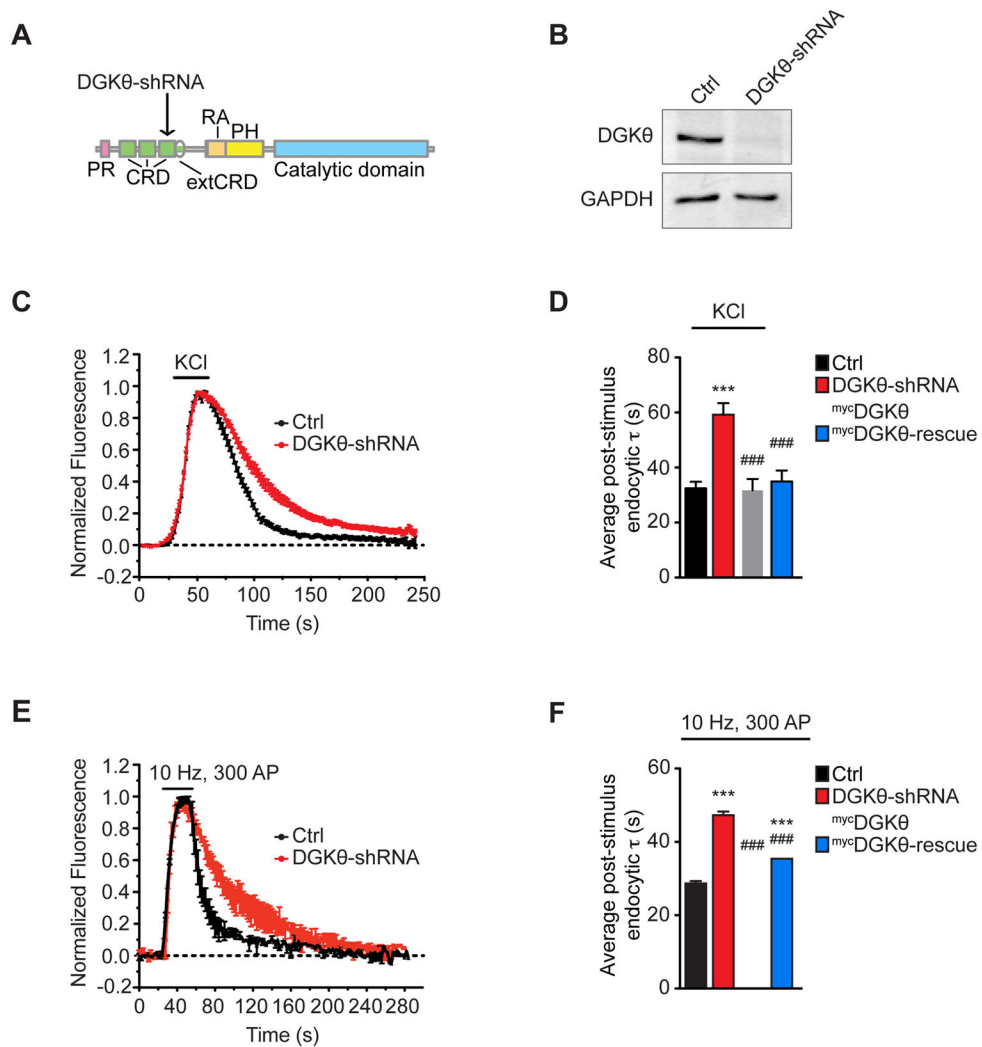 A
DGKθ-shRNA
RA
PH
PR
CRD
extCRD
Catalytic domain
B
Ctrl
DGKθ-shRNA
DGKθ
GAPDH
C
Normalized Fluorescence
1.2
1.0
0.8
0.6
0.4
0.2
0.0
-0.2
KCl
Ctrl
DGKθ-shRNA
0 50 100 150 200 250
Time (s)
D
KCl
Average post-stimulus
endocytic τ (s)
80
60
40
20
0
***
###
###
Ctrl
DGKθ-shRNA
mycDGKθ
mycDGKθ-rescue
E
Normalized Fluorescence
1.2
1.0
0.8
0.6
0.4
0.2
0.0
-0.2
10 Hz, 300 AP
Ctrl
DGKθ-shRNA
0 40 80 120 160 200 240 280
Time (s)
F
10 Hz, 300 AP
Average post-stimulus
endocytic τ (s)
60
40
20
0
***
###
***
###
Ctrl
DGKθ-shRNA
mycDGKθ
mycDGKθ-rescue